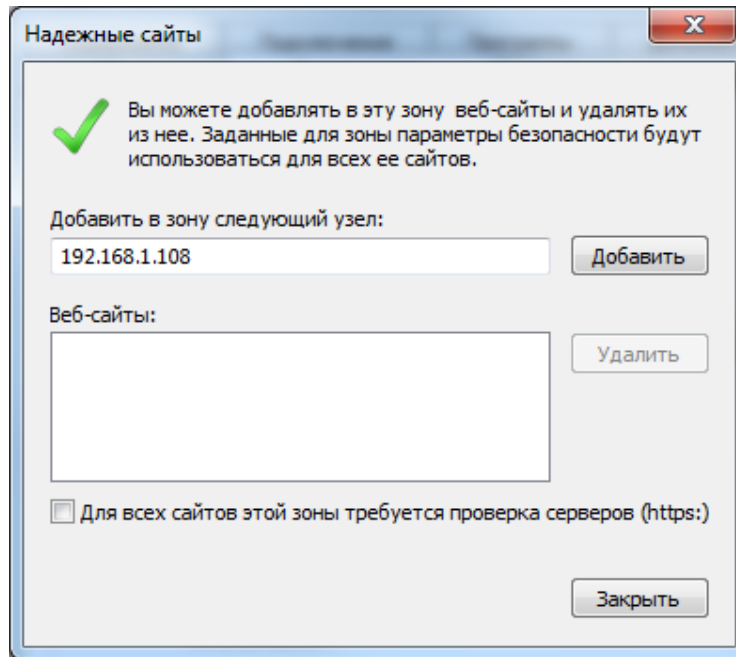 Надежные сайты
Вы можете добавлять в эту зону веб-сайты и удалять их
из нее. Заданные для зоны параметры безопасности будут
использоваться для всех ее сайтов.
Добавить в зону следующий узел:
192.168.1.108
Добавить
Веб-сайты:
Удалить
Для всех сайтов этой зоны требуется проверка серверов (https:)
Закрыть